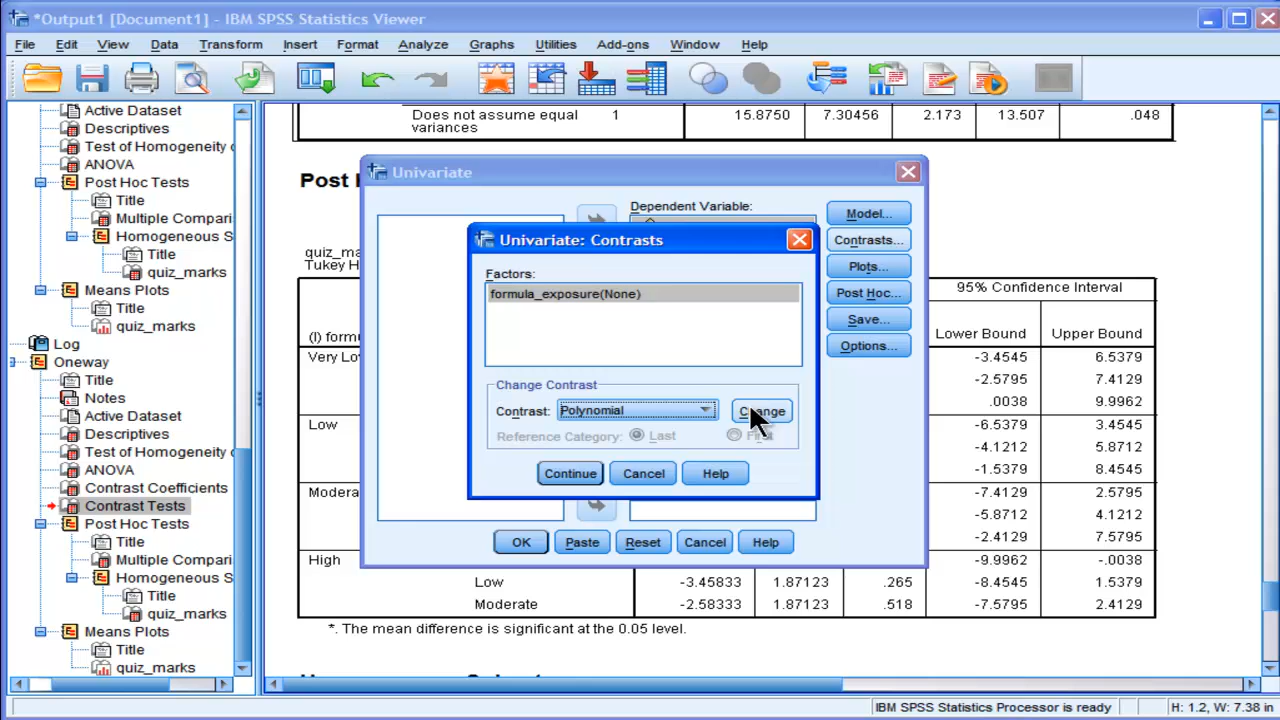 *Output1 [Document1] - IBM SPSS Statistics Viewer
File Edit View Data Transform Insert Format Analyze Graphs Utilities Add-ons Window Help
Active Dataset
Descriptives
Test of Homogeneity
ANOVA
Post Hoc Tests
Title
Multiple Compari
Homogeneous S
Title
quiz_marks
Means Plots
Title
quiz_marks
Log
Oneway
Title
Notes
Active Dataset
Descriptives
Test of Homogeneity
ANOVA
Contrast Coefficients
Contrast Tests
Post Hoc Tests
Title
Multiple Compari
Homogeneous S
Title
quiz_marks
Means Plots
Title
quiz_marks
Does not assume equal variances 1 15.8750 7.30456 2.173 13.507 .048
Post
quiz_ma
Tukey H
(I) formu
95% Confidence Interval
Lower Bound Upper Bound
Very Lo -3.4545 6.5379
-2.5795 7.4129
.0038 9.9962
Low -6.5379 3.4545
-4.1212 5.8712
-1.5379 8.4545
Modera -7.4129 2.5795
-5.8712 4.1212
-2.4129 7.5795
High -9.9962 -.0038
Low -3.45833 1.87123 .265 -8.4545 1.5379
Moderate -2.58333 1.87123 .518 -7.5795 2.4129
*. The mean difference is significant at the 0.05 level.
Univariate
Dependent Variable:
Model...
Contrasts...
Plots...
Post Hoc...
Save...
Options...
OK Paste Reset Cancel Help
Univariate: Contrasts
Factors:
formula_exposure(None)
Change Contrast
Contrast: Polynomial Change
Reference Category: Last
Continue Cancel Help
IBM SPSS Statistics Processor is ready H: 1.2, W: 7.38 in